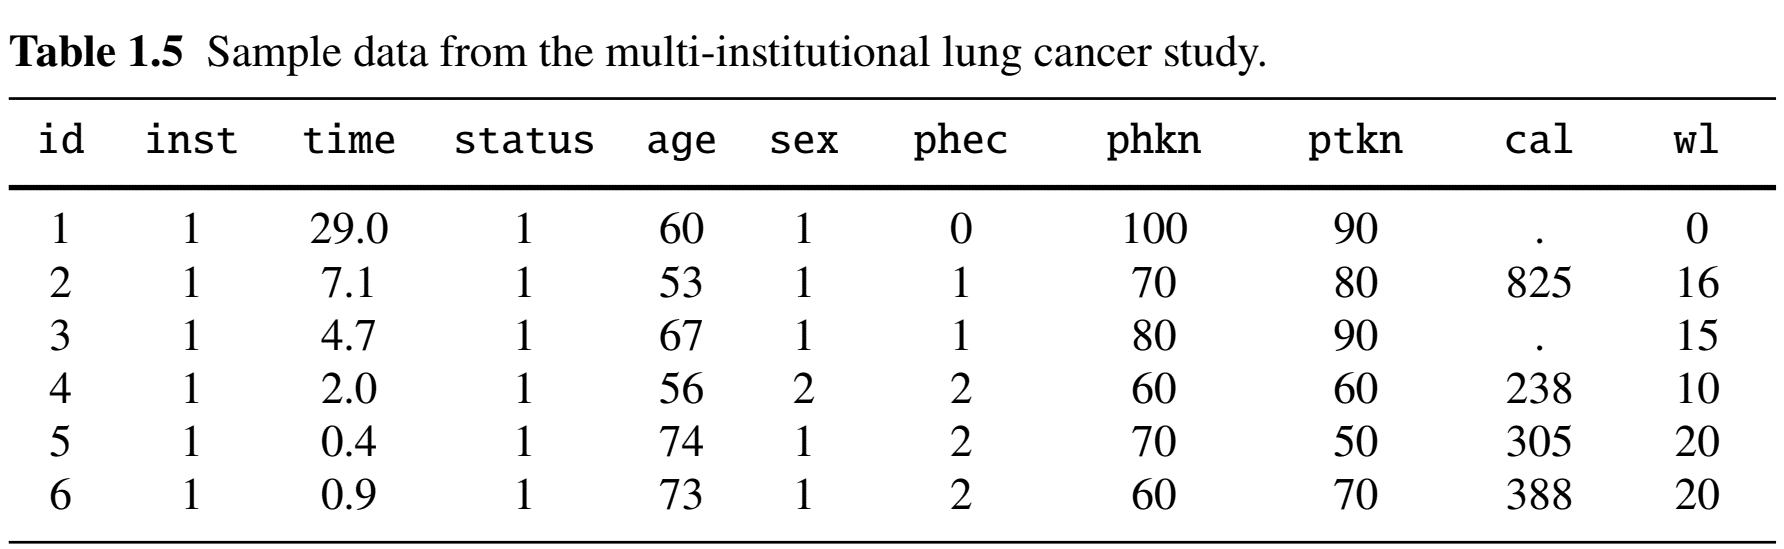 Table 1.5 Sample data from the multi-institutional lung cancer study.
id inst time status age sex phec phkn ptkn cal wl
1 1 29.0 1 60 1 0 100 90 . 0
2 1 7.1 1 53 1 1 70 80 825 16
3 1 4.7 1 67 1 1 80 90 . 15
4 1 2.0 1 56 2 2 60 60 238 10
5 1 0.4 1 74 1 2 70 50 305 20
6 1 0.9 1 73 1 2 60 70 388 20